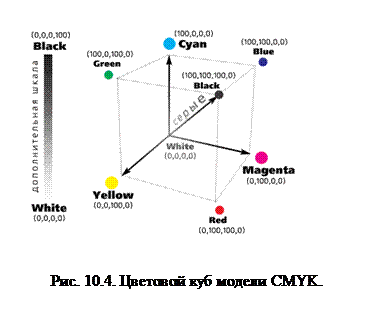 (0,0,0,100)
Black
дополнительная шкала
White
(0,0,0,0)
(100,0,0,0)
Cyan
(100,100,0,0)
Blue
(100,0,100,0)
Green
(100,100,100,0)
Black
серые
White
(0,0,0,0)
Magenta
(0,100,0,0)
Yellow
(0,0,100,0)
Red
(0,100,100,0)
Рис. 10.4. Цветовой куб модели CMYK.